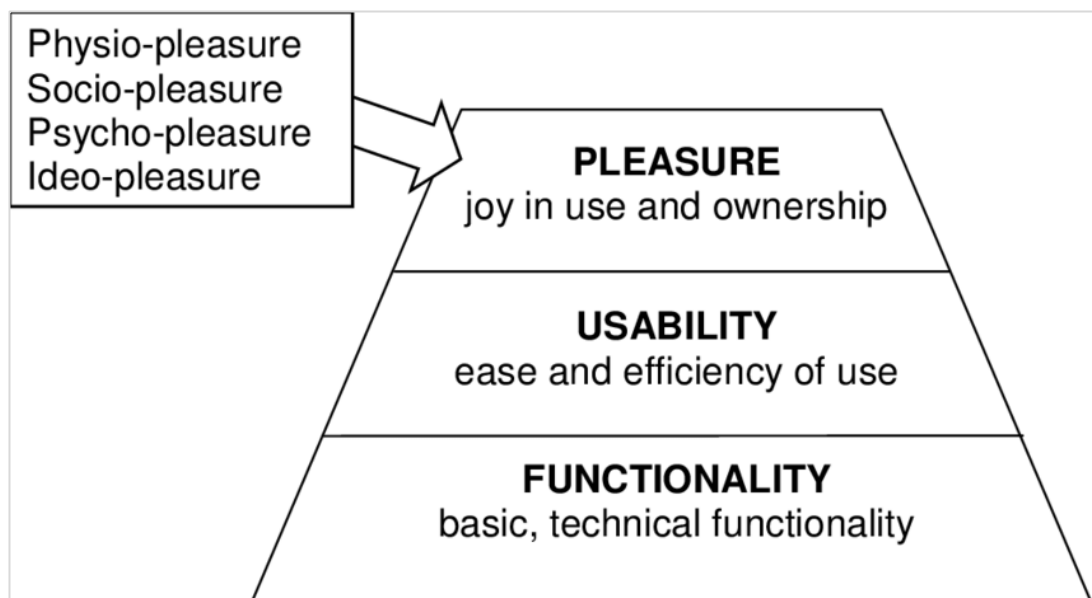 Physio-pleasure
Socio-pleasure
Psycho-pleasure
Ideo-pleasure
PLEASURE
joy in use and ownership
USABILITY
ease and efficiency of use
FUNCTIONALITY
basic, technical functionality